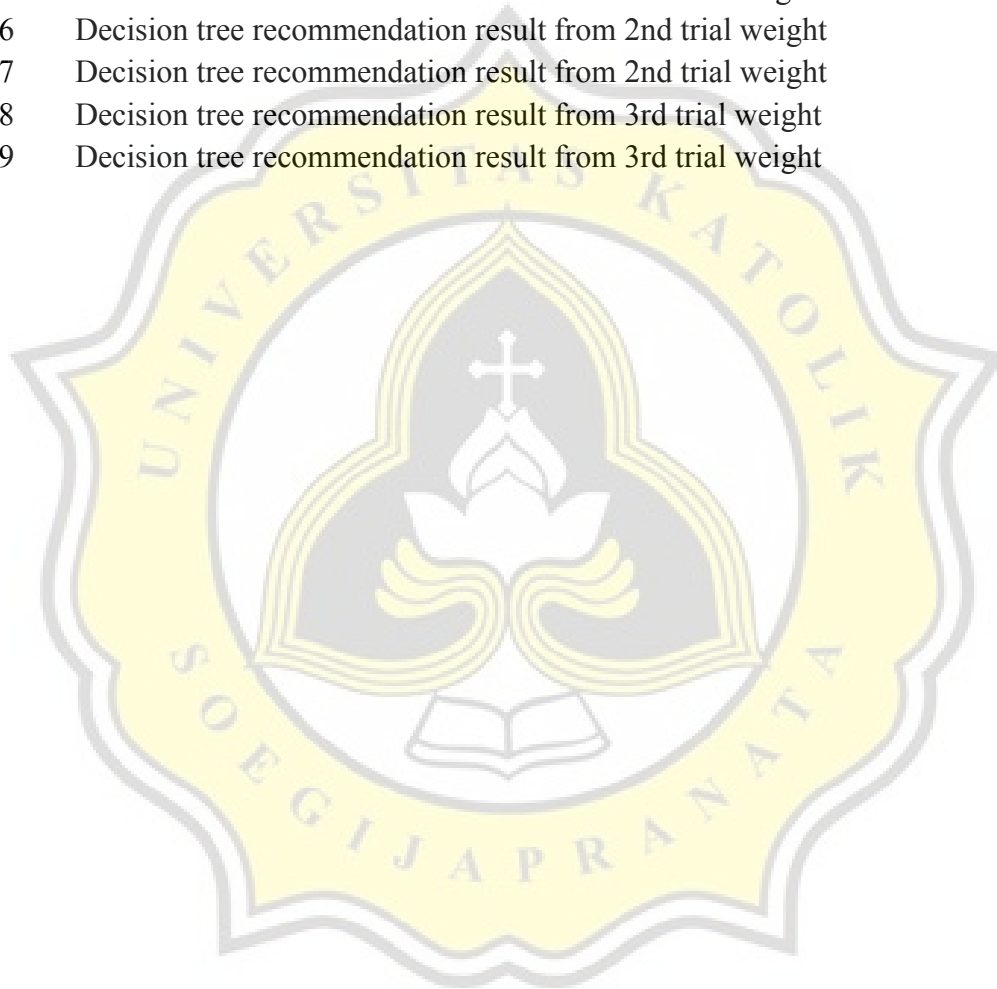 6 Decision tree recommendation result from 2nd trial weight
7 Decision tree recommendation result from 2nd trial weight
8 Decision tree recommendation result from 3rd trial weight
9 Decision tree recommendation result from 3rd trial weight
UNIVERSITAS KATOLIK
SOEGIJAPRANATA